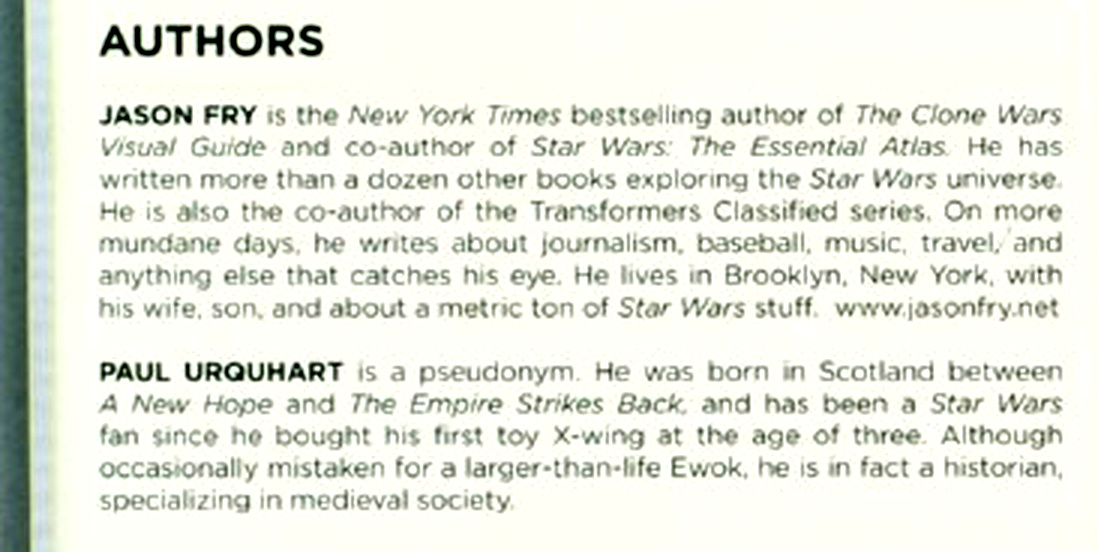 AUTHORS
JASON FRY is the New York Times bestselling author of The Clone Wars
Visual Guide and co-author of Star Wars: The Essential Atlas. He has
written more than a dozen other books exploring the Star Wars universe.
He is also the co-author of the Transformers Classified series. On more
mundane days, he writes about journalism, baseball, music, travel, and
anything else that catches his eye. He lives in Brooklyn, New York, with
his wife, son, and about a metric ton of Star Wars stuff. www.jasonfry.net
PAUL URQUHART is a pseudonym. He was born in Scotland between
A New Hope and The Empire Strikes Back, and has been a Star Wars
fan since he bought his first toy X-wing at the age of three. Although
occasionally mistaken for a larger-than-life Ewok, he is in fact a historian,
specializing in medieval society.